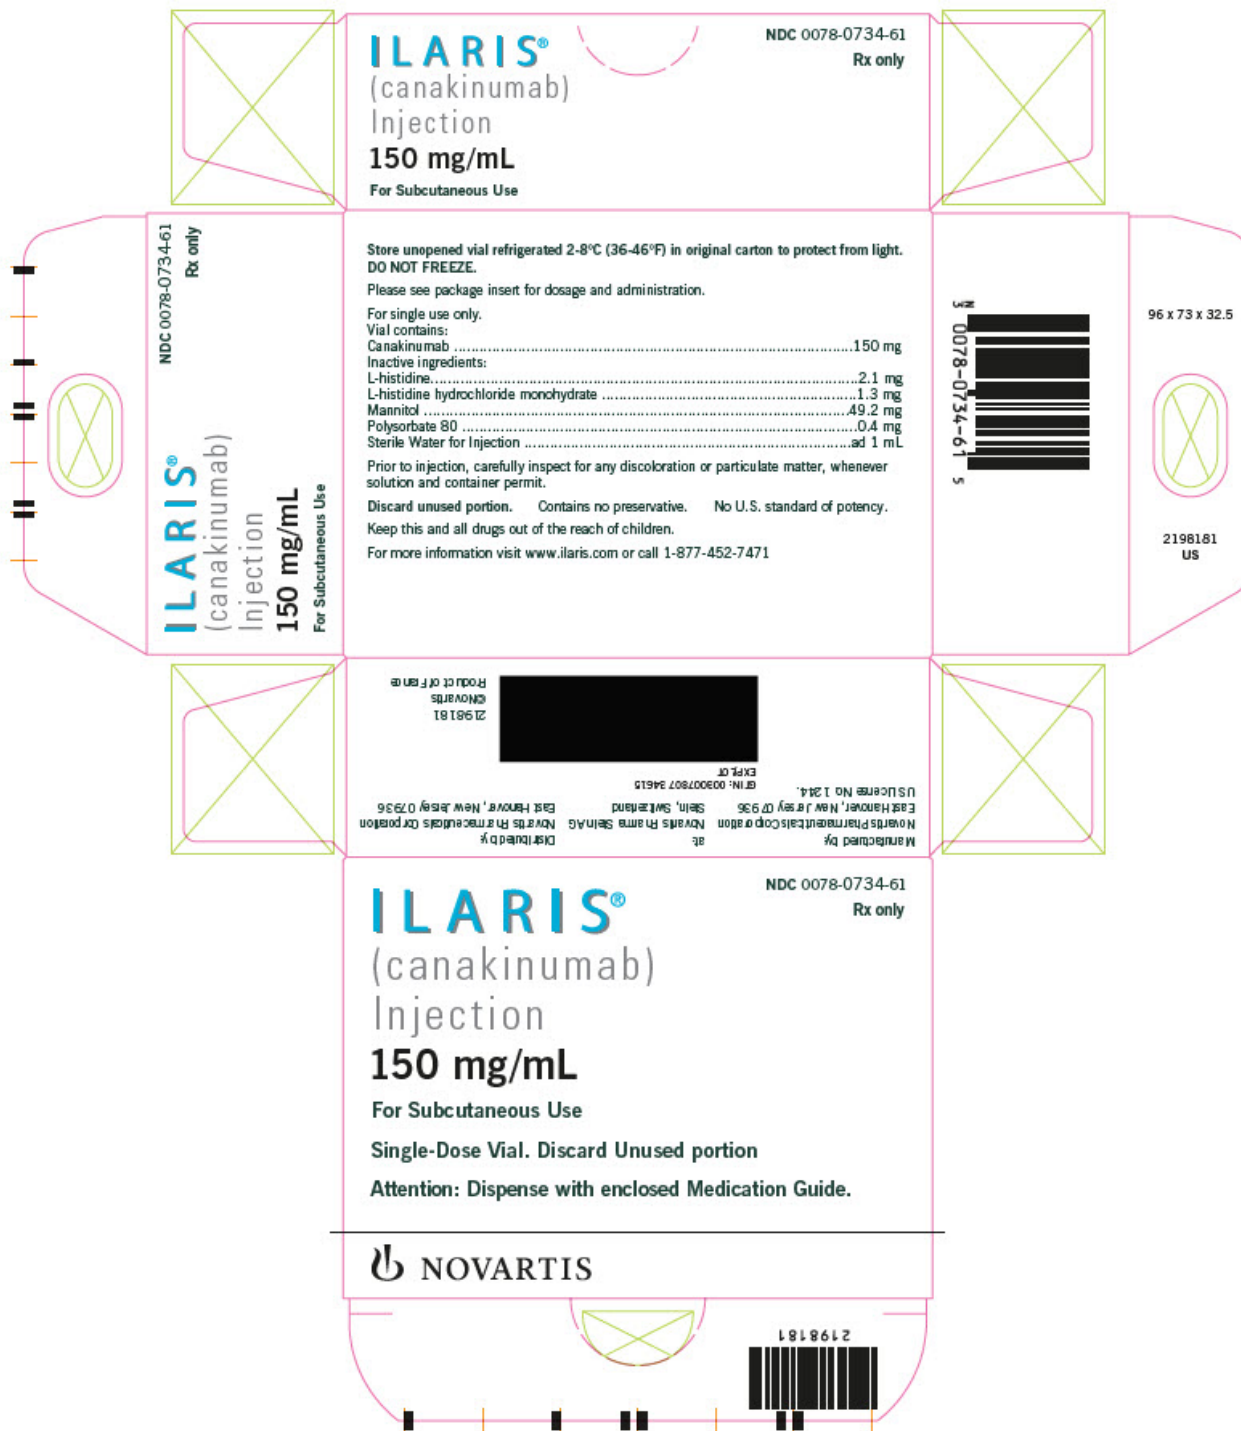 ILARIS®
(canakinumab)
Injection
150 mg/mL
For Subcutaneous Use
NDC 0078-0734-61
Rx only
NDC 0078-0734-61
Rx only
ILARIS®
(canakinumab)
Injection
150 mg/mL
For Subcutaneous Use
Store unopened vial refrigerated 2-8ºC (36-46ºF) in original carton to protect from light.
DO NOT FREEZE.
Please see package insert for dosage and administration.
For single use only.
Vial contains:
Canakinumab ........ 150 mg
Inactive ingredients:
L-histidine........ 2.1 mg
L-histidine hydrochloride monohydrate ........ 1.3 mg
Mannitol ........ 49.2 mg
Polysorbate 80 ........ 0.4 mg
Sterile Water for Injection ........ ad 1 mL
Prior to injection, carefully inspect for any discoloration or particulate matter, whenever
solution and container permit.
Discard unused portion. Contains no preservative. No U.S. standard of potency.
Keep this and all drugs out of the reach of children.
For more information visit www.ilaris.com or call 1-877-452-7471
N
3 0078-0734-61 5
96 x 73 x 32.5
2198181
US
Manufactured by:
Novartis Pharmaceuticals Corporation
East Hanover, New Jersey 07936
US License No. 1244.
at:
Novartis Pharma Stein AG
Stein, Switzerland
Distributed by:
Novartis Pharmaceuticals Corporation
East Hanover, New Jersey 07936
GTIN: 00300780734615
EXP/LOT
2198181
©Novartis
Product of France
ILARIS®
(canakinumab)
Injection
150 mg/mL
NDC 0078-0734-61
Rx only
For Subcutaneous Use
Single-Dose Vial. Discard Unused portion
Attention: Dispense with enclosed Medication Guide.
NOVARTIS
2198181